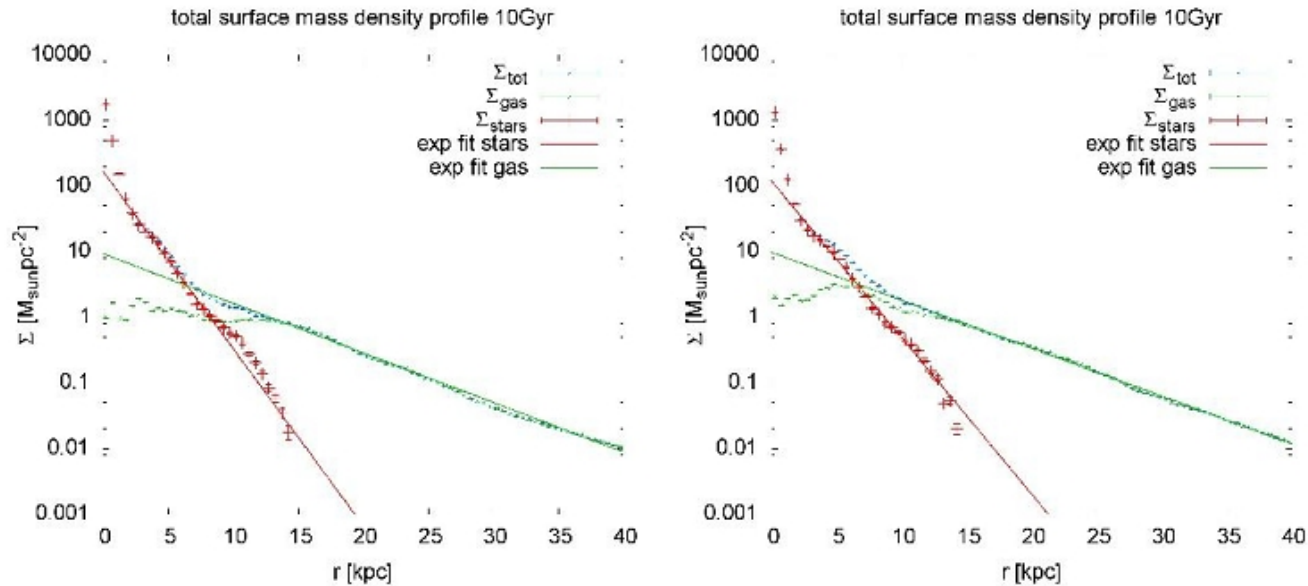 total surface mass density profile 10Gyr
10000
1000
100
10
1
0.1
0.01
0.001
Σ [M_sun pc^-2]
Σ_tot
Σ_gas
Σ_stars
exp fit stars
exp fit gas
0 5 10 15 20 25 30 35 40
r [kpc]
total surface mass density profile 10Gyr
10000
1000
100
10
1
0.1
0.01
0.001
Σ [M_sun pc^-2]
Σ_tot
Σ_gas
Σ_stars
exp fit stars
exp fit gas
0 5 10 15 20 25 30 35 40
r [kpc]